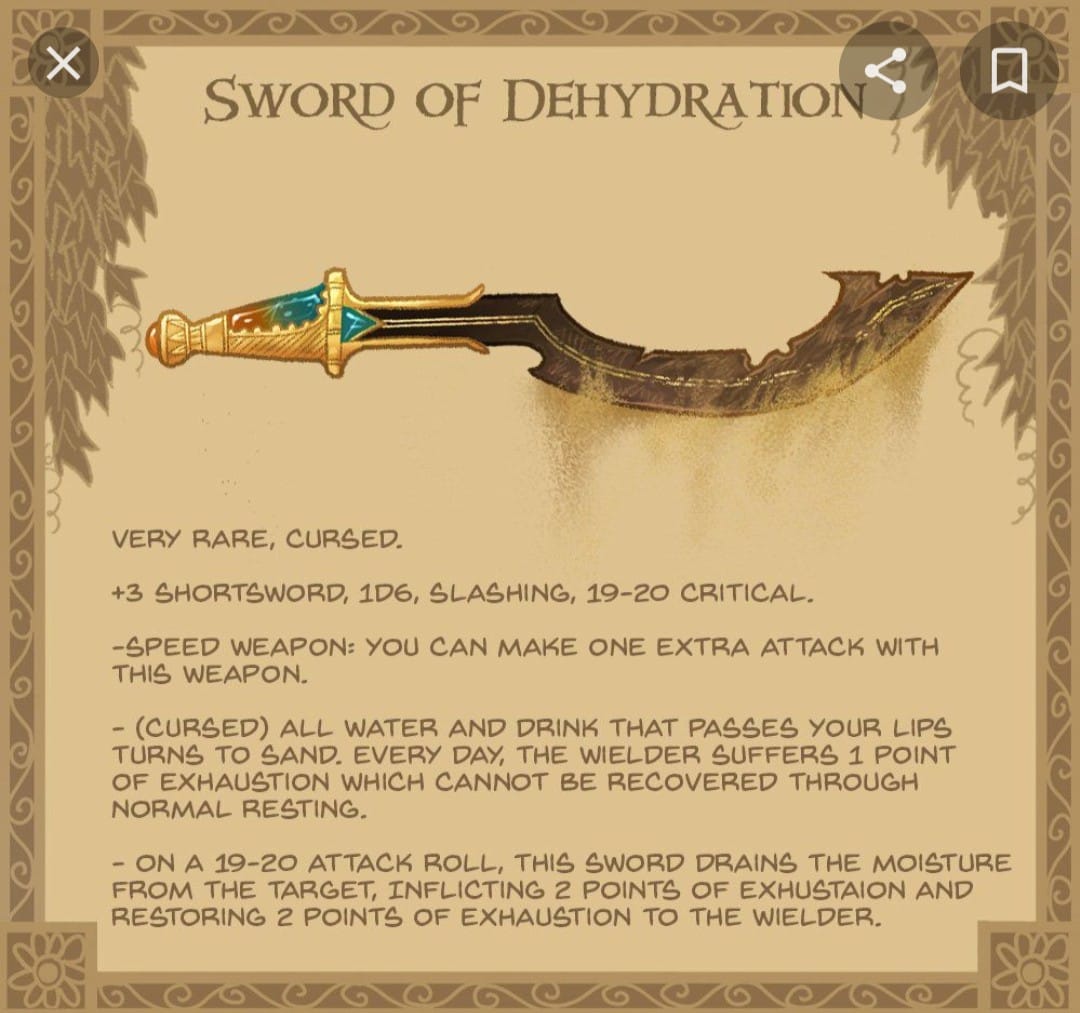 Sword of Dehydration
VERY RARE, CURSED.
+3 SHORTSWORD, 1D6, SLASHING, 19-20 CRITICAL.
-SPEED WEAPON: YOU CAN MAKE ONE EXTRA ATTACK WITH
THIS WEAPON.
- (CURSED) ALL WATER AND DRINK THAT PASSES YOUR LIPS
TURNS TO SAND. EVERY DAY, THE WIELDER SUFFERS 1 POINT
OF EXHAUSTION WHICH CANNOT BE RECOVERED THROUGH
NORMAL RESTING.
- ON A 19-20 ATTACK ROLL, THIS SWORD DRAINS THE MOISTURE
FROM THE TARGET, INFLICTING 2 POINTS OF EXHUSTAION AND
RESTORING 2 POINTS OF EXHAUSTION TO THE WIELDER.